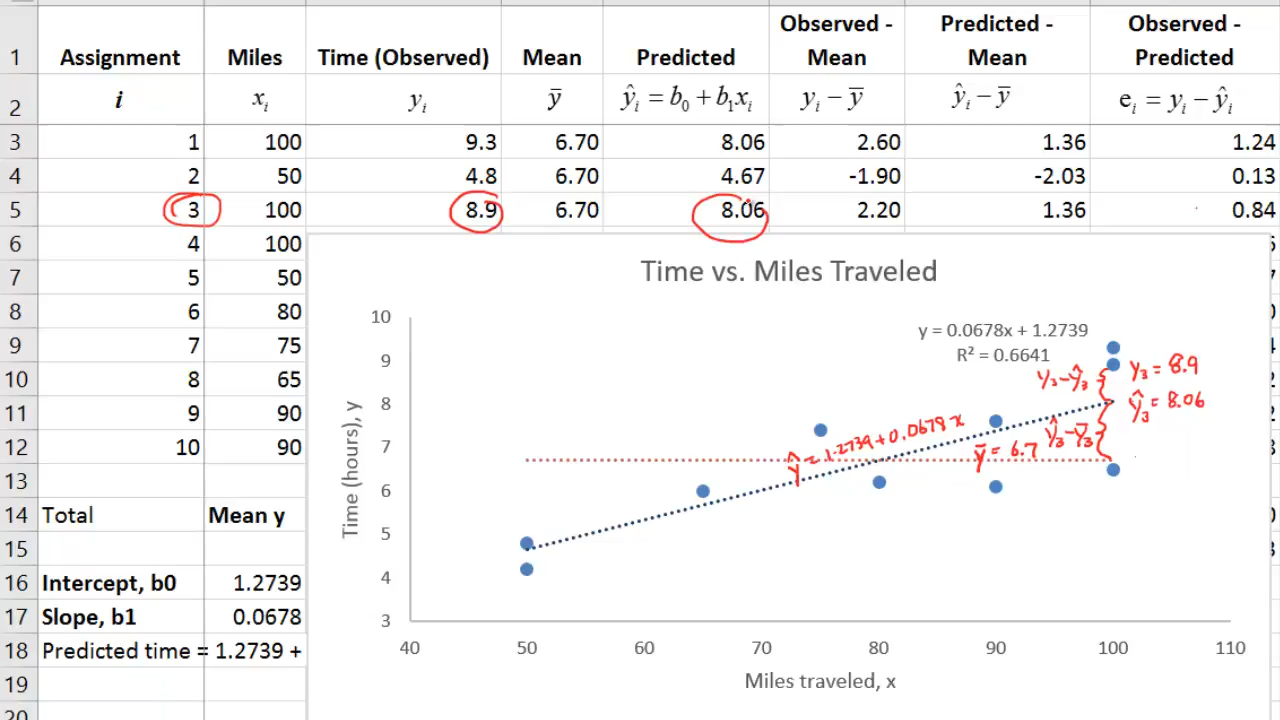 Observed - Predicted - Observed -
1 Assignment Miles Time (Observed) Mean Predicted Mean Mean Predicted
2 i xᵢ yᵢ ȳ ŷᵢ = b₀ + b₁xᵢ yᵢ − ȳ ŷᵢ − ȳ eᵢ = yᵢ − ŷᵢ
3 1 100 9.3 6.70 8.06 2.60 1.36 1.24
4 2 50 4.8 6.70 4.67 -1.90 -2.03 0.13
5 3 100 8.9 6.70 8.06 2.20 1.36 0.84
6 4 100
7 5 50
8 6 80
9 7 75
10 8 65
11 9 90
12 10 90
13
14 Total Mean y
15
16 Intercept, b0 1.2739
17 Slope, b1 0.0678
18 Predicted time = 1.2739 +
19
20
Time vs. Miles Traveled
y = 0.0678x + 1.2739
R² = 0.6641
10
9
8
7
6
5
4
3
Time (hours), y
y₃ = 8.9
y₃−ŷ₃
ŷ₃ = 8.06
ŷ = 1.2739 + 0.0678 x
ŷ₃−ȳ₃
ȳ = 6.7
40 50 60 70 80 90 100 110
Miles traveled, x